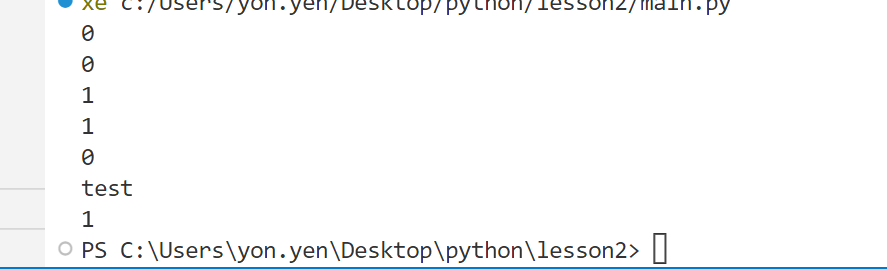 xe c:/Users/yon.yen/Desktop/python/lesson2/main.py
0
0
1
1
0
test
1
PS C:\Users\yon.yen\Desktop\python\lesson2>